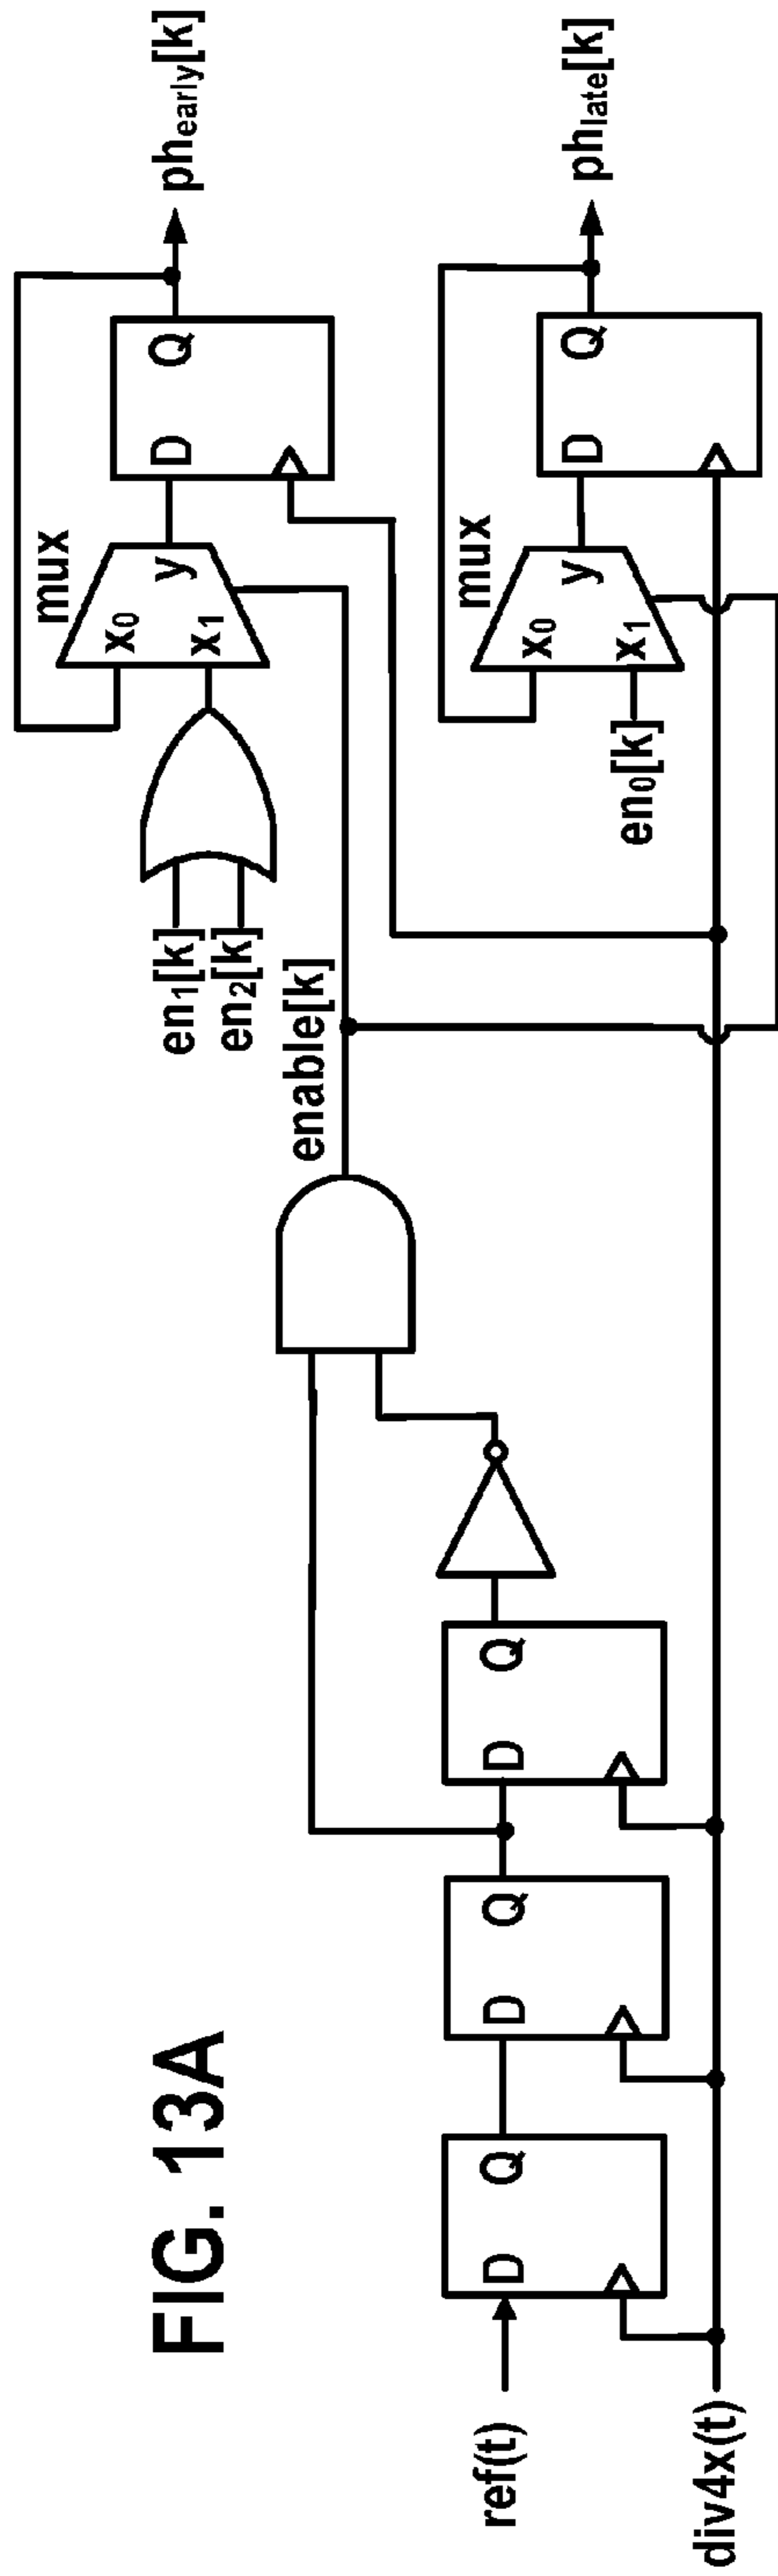 FIG. 13A
ref(t)
div4x(t)
D Q
D Q
D Q
enable[k]
en₁[k]
en₂[k]
mux
x₀
x₁
y
D Q
ph_early[k]
en₀[k]
mux
x₀
x₁
y
D Q
ph_late[k]